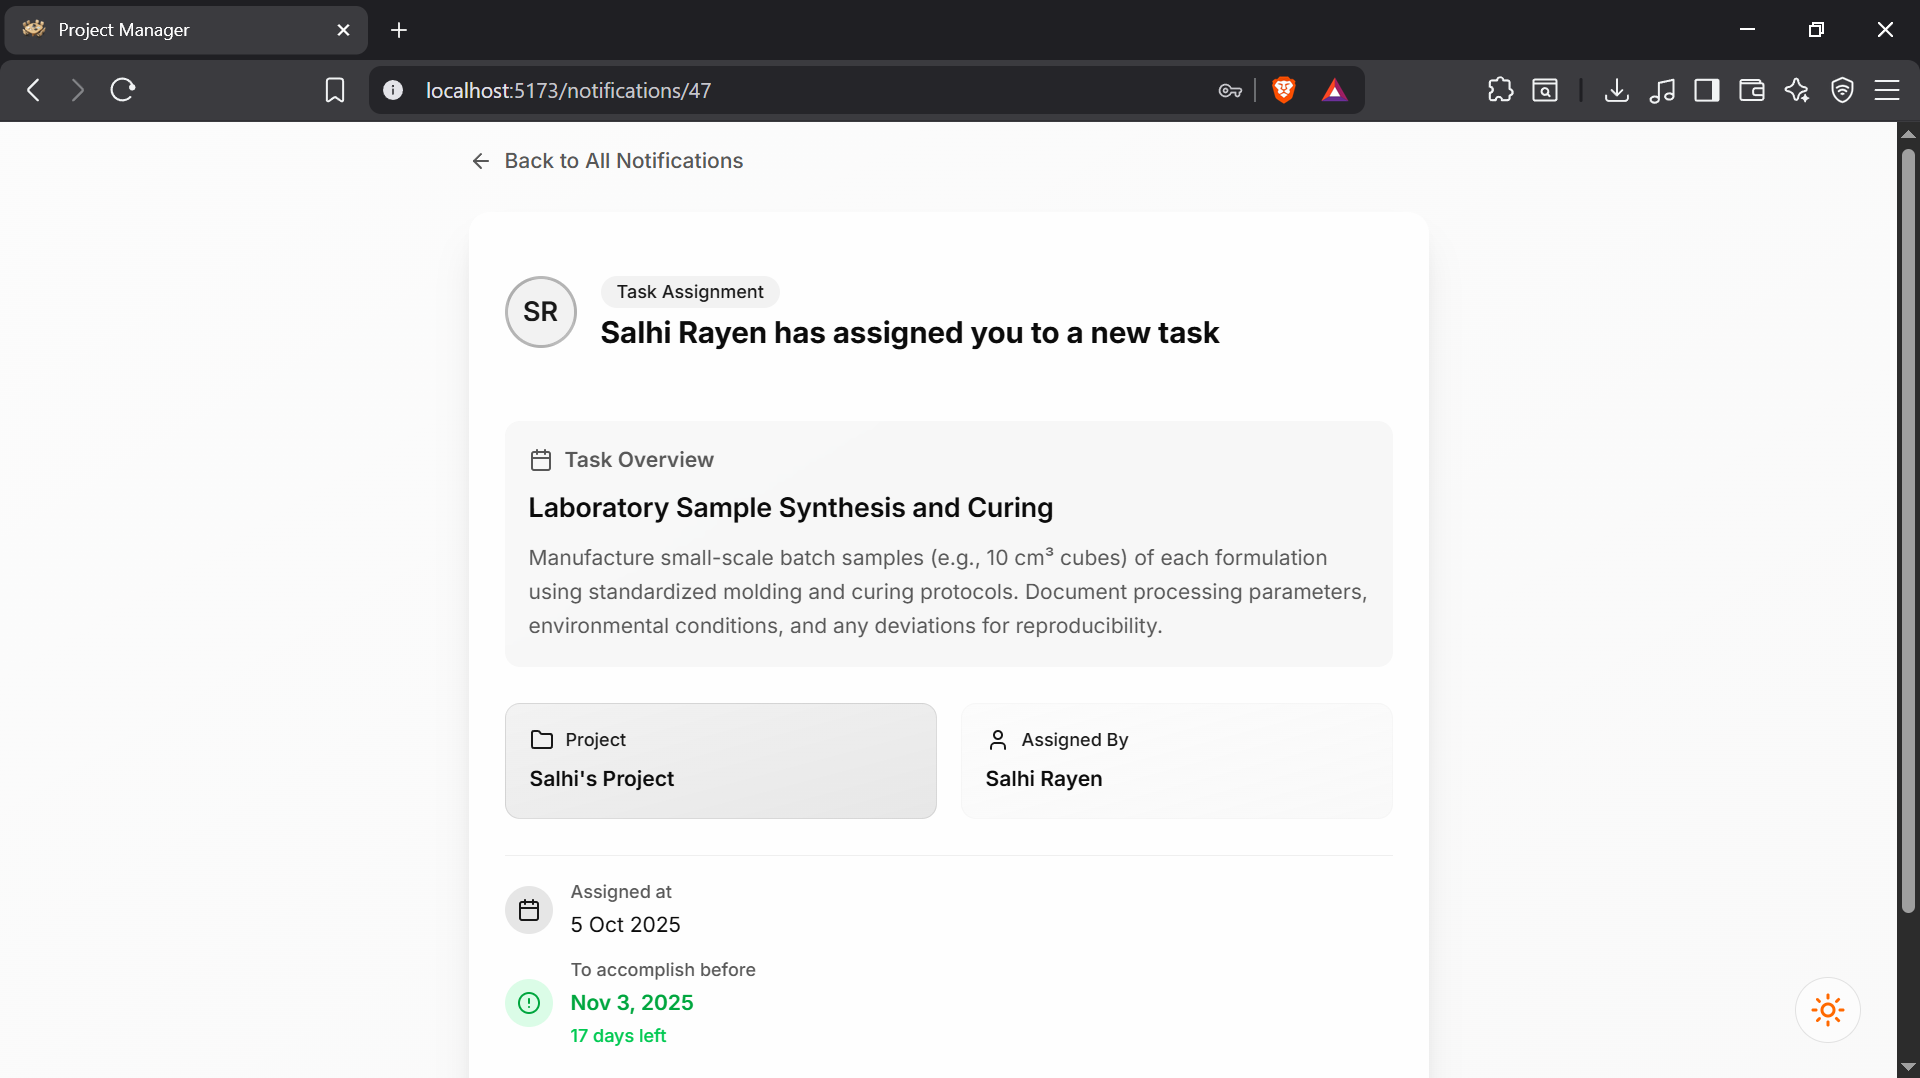 Project Manager
localhost:5173/notifications/47
Back to All Notifications
SR
Task Assignment
Salhi Rayen has assigned you to a new task
Task Overview
Laboratory Sample Synthesis and Curing
Manufacture small-scale batch samples (e.g., 10 cm³ cubes) of each formulation
using standardized molding and curing protocols. Document processing parameters,
environmental conditions, and any deviations for reproducibility.
Project
Salhi's Project
Assigned By
Salhi Rayen
Assigned at
5 Oct 2025
To accomplish before
Nov 3, 2025
17 days left